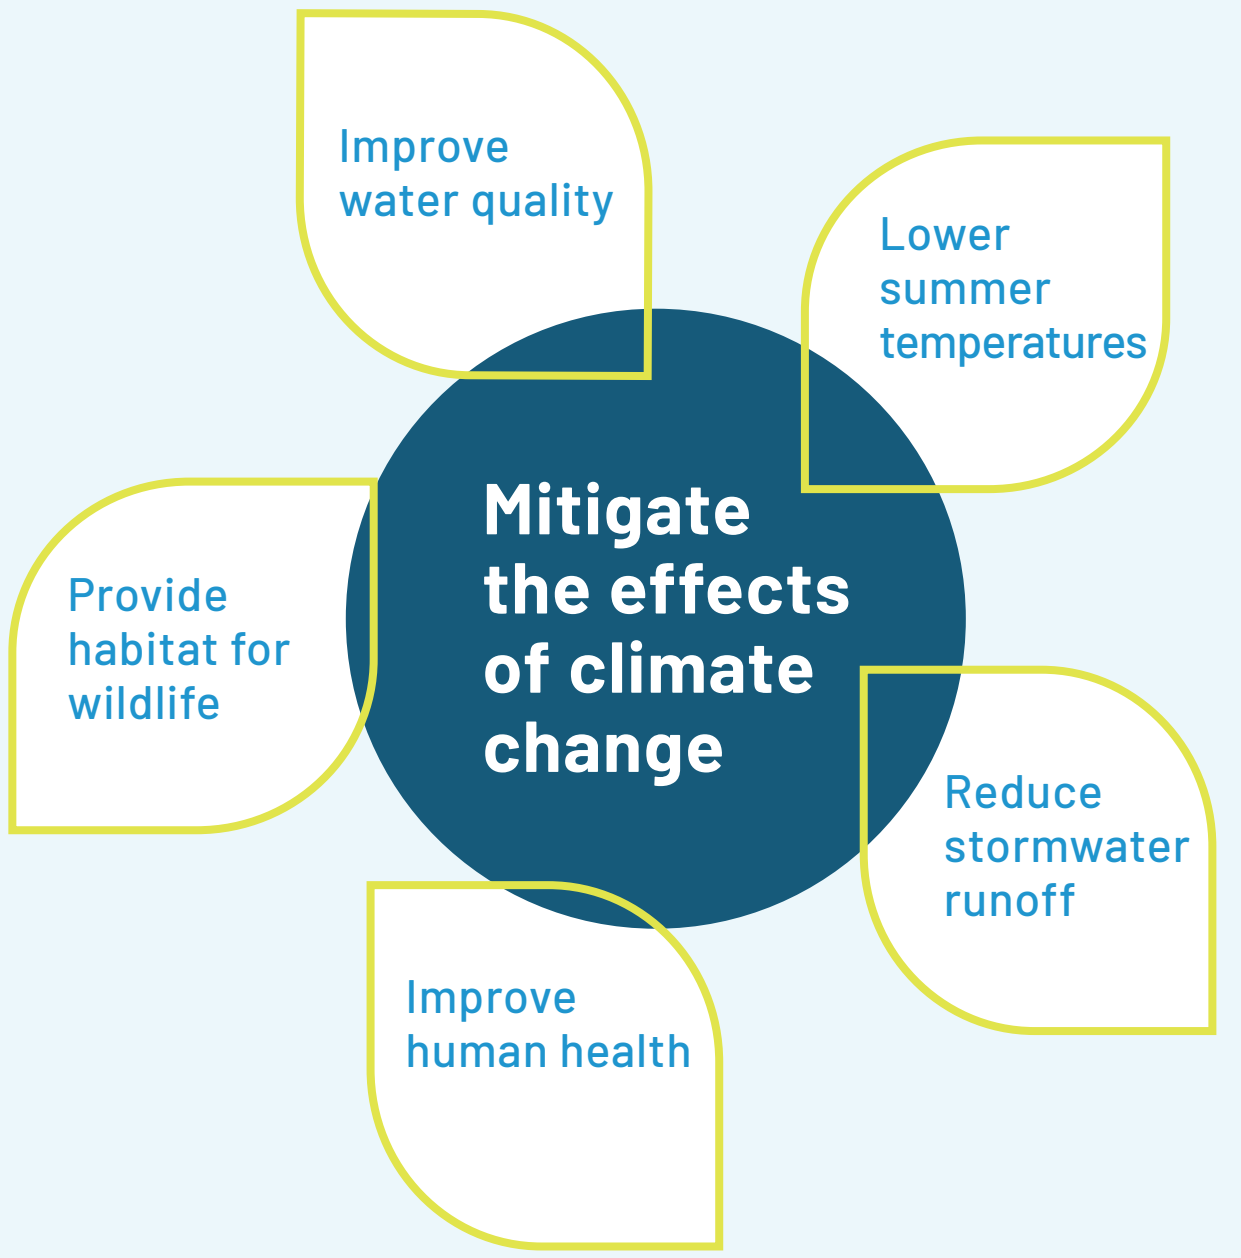 Improve
water quality
Lower
summer
temperatures
Mitigate
the effects
of climate
change
Provide
habitat for
wildlife
Reduce
stormwater
runoff
Improve
human health